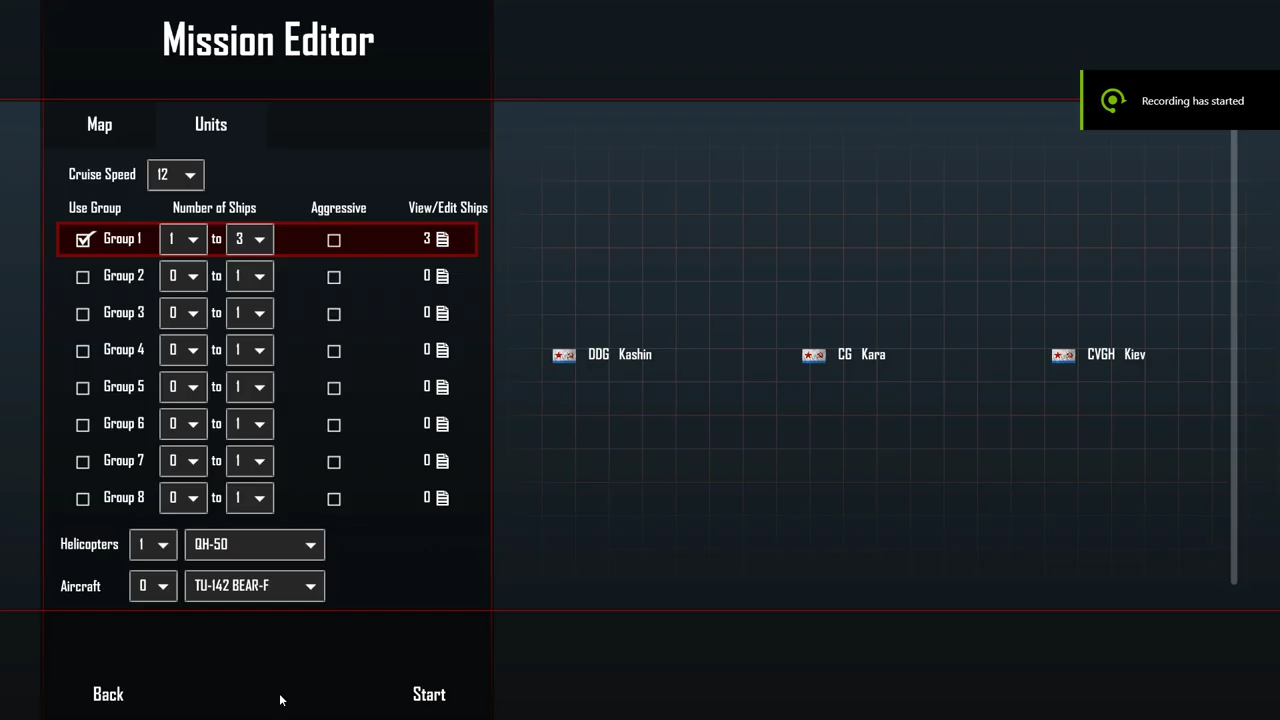 Mission Editor
Recording has started
Map Units
Cruise Speed 12
Use Group Number of Ships Aggressive View/Edit Ships
Group 1 1 to 3 3
Group 2 0 to 1 0
Group 3 0 to 1 0
Group 4 0 to 1 0
Group 5 0 to 1 0
Group 6 0 to 1 0
Group 7 0 to 1 0
Group 8 0 to 1 0
DDG Kashin CG Kara CVGH Kiev
Helicopters 1 QH-50
Aircraft 0 TU-142 BEAR-F
Back Start